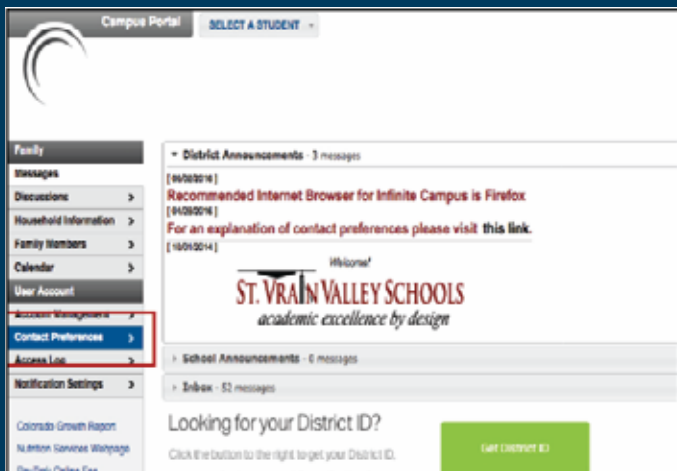 Campus Portal
SELECT A STUDENT
Family
Messages
Discussions
Household Information
Family Members
Calendar
User Account
Account Management
Contact Preferences
Access Log
Notification Settings
Colorado Growth Report
Nutrition Services Webpage
District Announcements - 3 messages
Recommended Internet Browser for Infinite Campus is Firefox
For an explanation of contact preferences please visit this link.
[10/01/2014]
Welcome!
ST. VRAIN VALLEY SCHOOLS
academic excellence by design
School Announcements - 0 messages
Inbox - 52 messages
Looking for your District ID?
Click the button to the right to get your District ID.
Get District ID